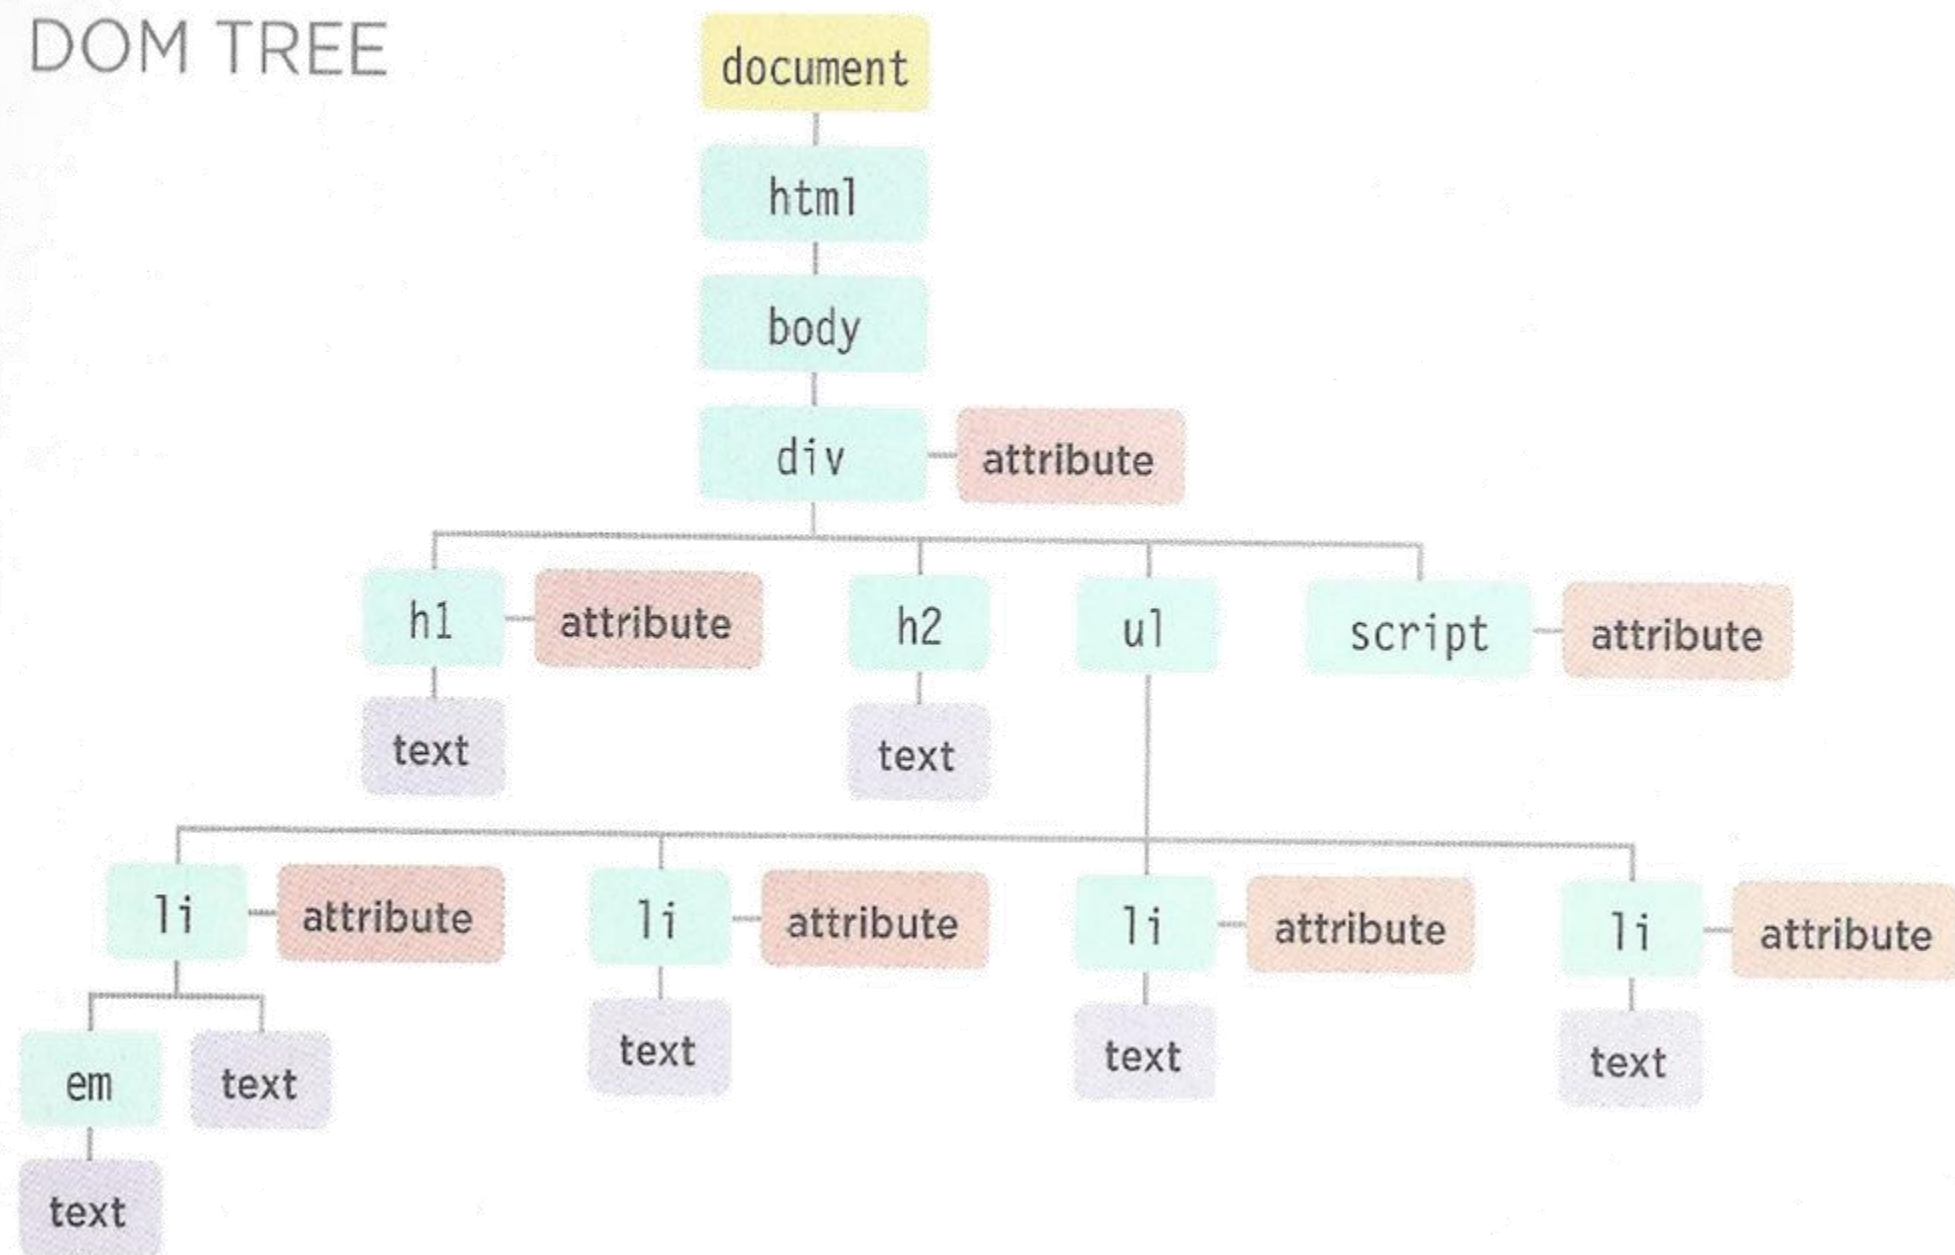 DOM TREE
document
html
body
div
attribute
h1
attribute
h2
ul
script
attribute
text
text
li
attribute
li
attribute
li
attribute
li
attribute
em
text
text
text
text
text